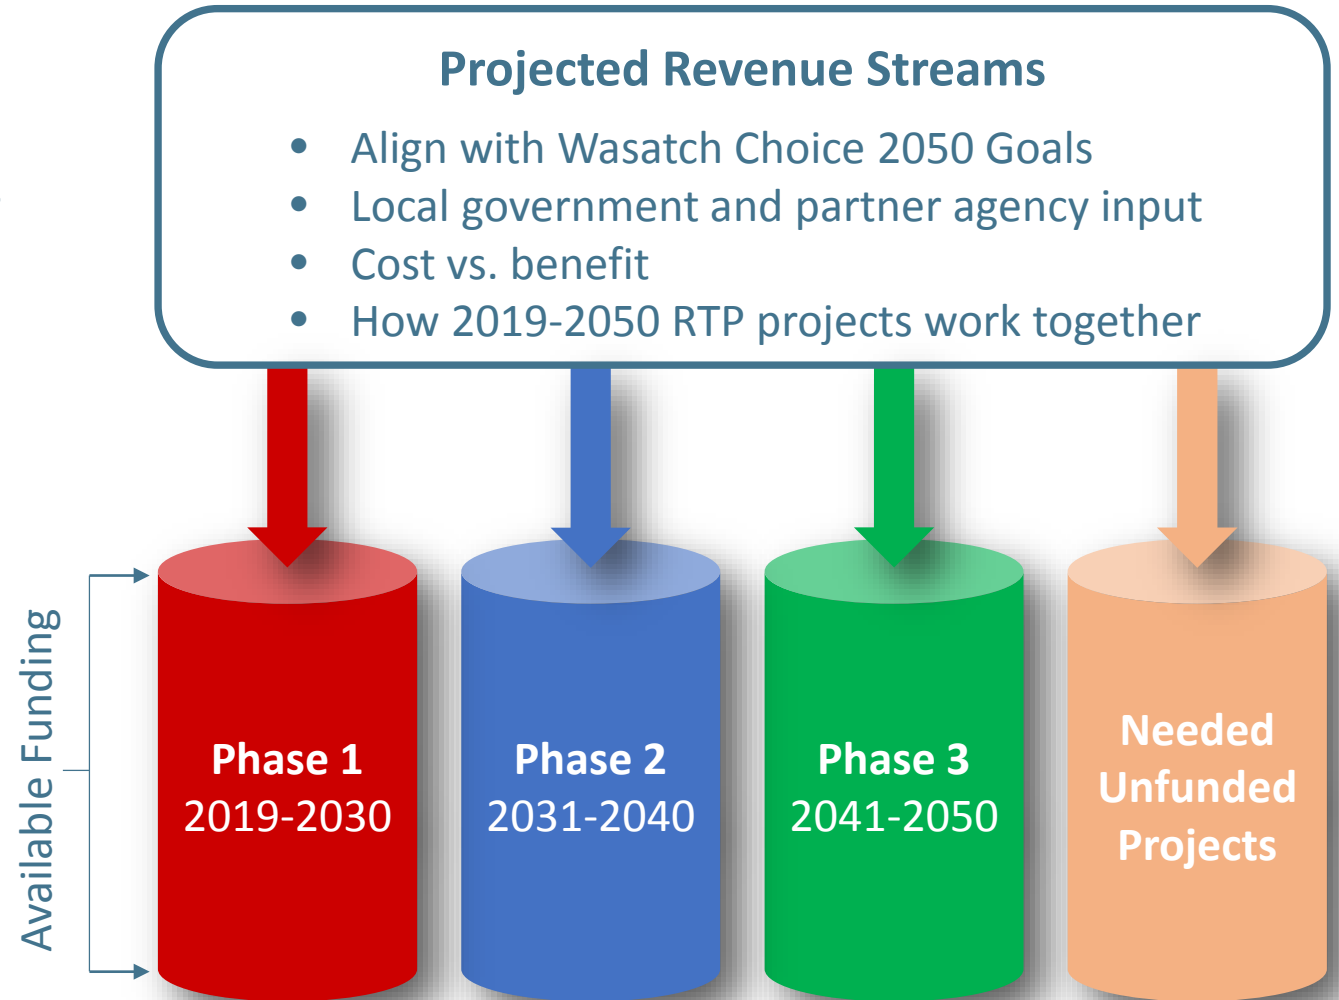 Projected Revenue Streams
• Align with Wasatch Choice 2050 Goals
• Local government and partner agency input
• Cost vs. benefit
• How 2019-2050 RTP projects work together
Available Funding
Phase 1
2019-2030
Phase 2
2031-2040
Phase 3
2041-2050
Needed
Unfunded
Projects